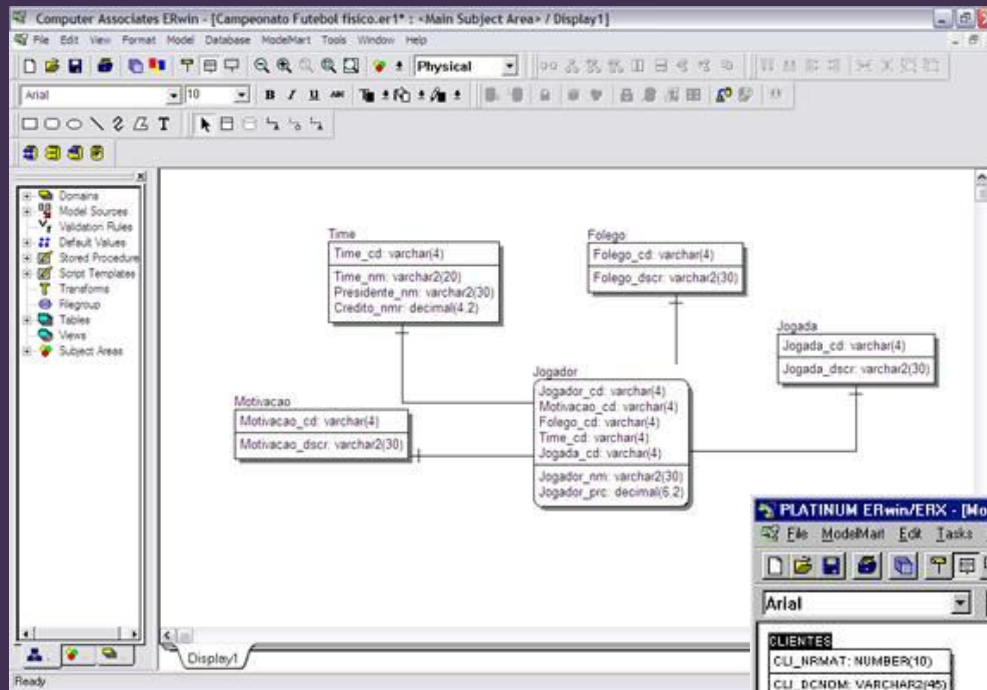 Computer Associates ERwin - [Campeonato Futebol fisico.er1* : <Main Subject Area> / Display1]
File Edit View Format Model Database ModelMart Tools Window Help
Physical
Arial 10 B I U
T
Domains
Model Sources
Validation Rules
Default Values
Stored Procedure
Script Templates
Transforms
Filegroup
Tables
Views
Subject Areas
Time
Time_cd: varchar(4)
Time_nm: varchar2(20)
Presidente_nm: varchar2(30)
Credito_nmr: decimal(4,2)
Folego
Folego_cd: varchar(4)
Folego_dscr: varchar2(30)
Jogada
Jogada_cd: varchar(4)
Jogada_dscr: varchar2(30)
Motivacao
Motivacao_cd: varchar(4)
Motivacao_dscr: varchar2(30)
Jogador
Jogador_cd: varchar(4)
Motivacao_cd: varchar(4)
Folego_cd: varchar(4)
Time_cd: varchar(4)
Jogada_cd: varchar(4)
Jogador_nm: varchar2(30)
Jogador_prc: decimal(6,2)
Display1
Ready
PLATINUM ERwin/ERX - [Mo
File ModelMart Edit Tasks
Arial
CLIENTES
CLI_NRMAT: NUMBER(10)
CLI_DCNOM: VARCHAR2(45)